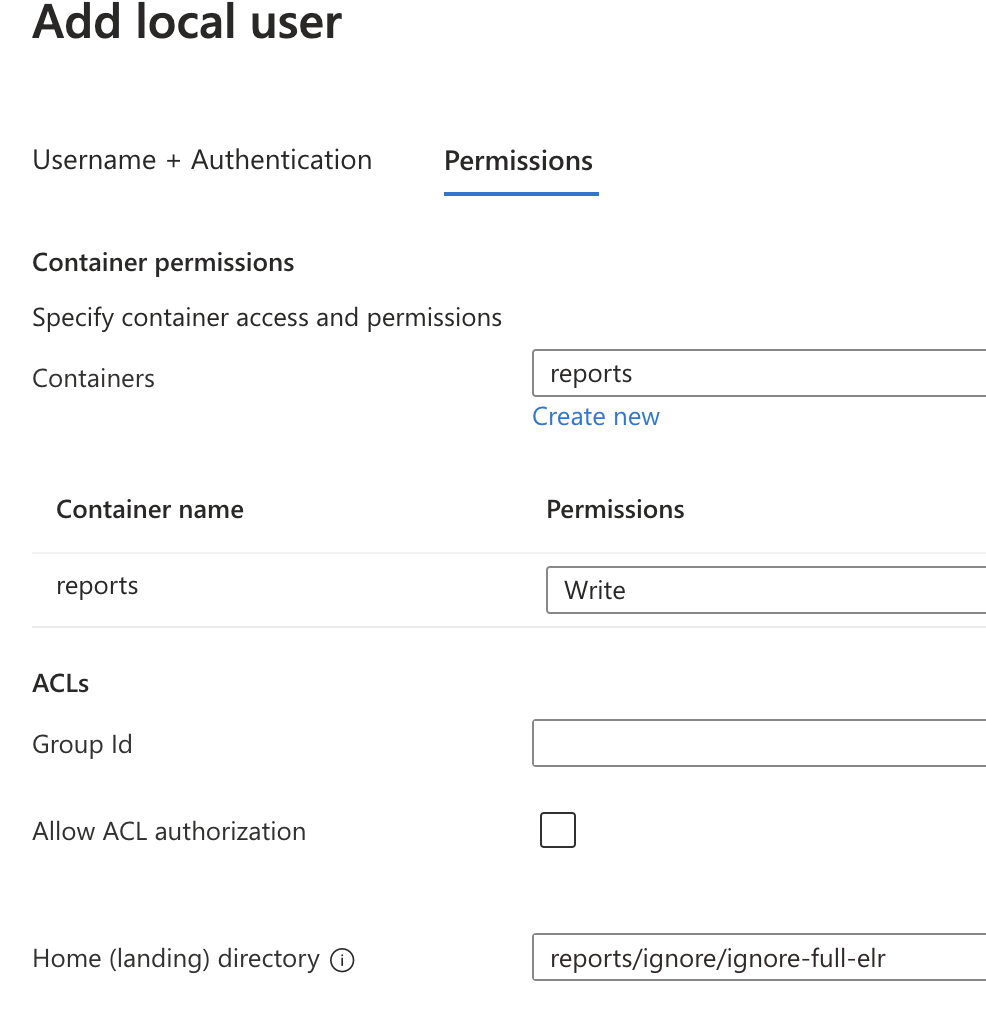 Add local user
Username + Authentication Permissions
Container permissions
Specify container access and permissions
Containers reports
Create new
Container name Permissions
reports Write
ACLs
Group Id
Allow ACL authorization
Home (landing) directory reports/ignore/ignore-full-elr